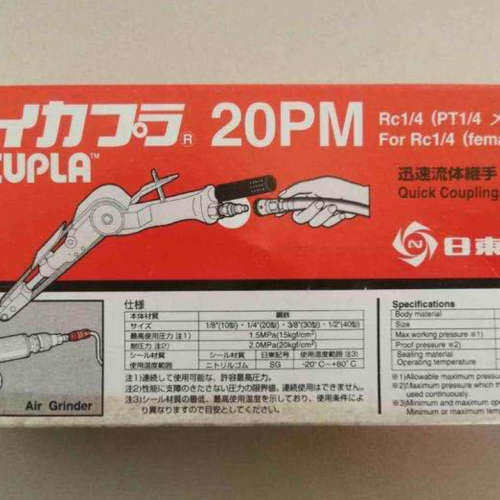 イカプラ® 20PM
CUPLA™
Rc1/4 (PT1/4
For Rc1/4
迅速流体継手
Quick Coupling
日東
Air Grinder
仕様
本体材質 鋼鉄
サイズ 1/8"(10型)・1/4"(20型)・3/8"(30型)・1/2"(40型)
最高使用圧力 注1) 1.5MPa{15kgf/cm²}
耐圧力 注2) 2.0MPa{20kgf/cm²}
シール材質 シール材質 日東記号 使用温度範囲 注3)
使用温度範囲 ニトリルゴム SG −20℃〜+80℃
注1)連続して使用可能な、許容最高圧力。
注2)性能に支障のきたさない圧力の限界値。連続使用はできません。
注3)シール材質の最低、最高使用温度を示しており、使用条件により異なりますので目安としてください。
Specifications
Body material
Size
Max working pressure ※1)
Proof pressure ※2)
Sealing material
Operating temperature
※1)Allowable maximum pressure
※2)Maximum pressure which
used continuously.
※3)Minimum and maximum
Minimum or maximum